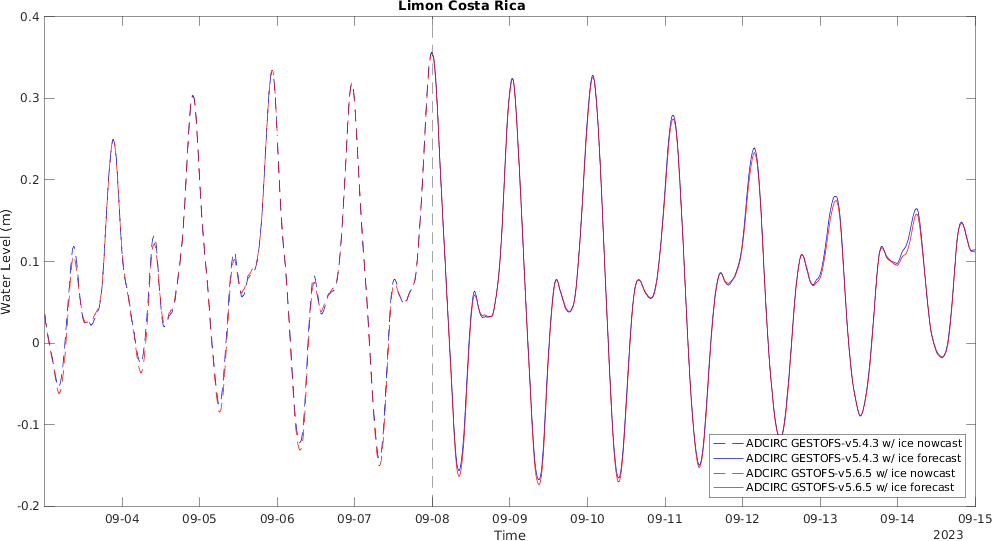 Limon Costa Rica
0.4
0.3
0.2
0.1
0
-0.1
-0.2
Water Level (m)
ADCIRC GESTOFS-v5.4.3 w/ ice nowcast
ADCIRC GESTOFS-v5.4.3 w/ ice forecast
ADCIRC GSTOFS-v5.6.5 w/ ice nowcast
ADCIRC GSTOFS-v5.6.5 w/ ice forecast
09-04 09-05 09-06 09-07 09-08 09-09 09-10 09-11 09-12 09-13 09-14 09-15
Time
2023